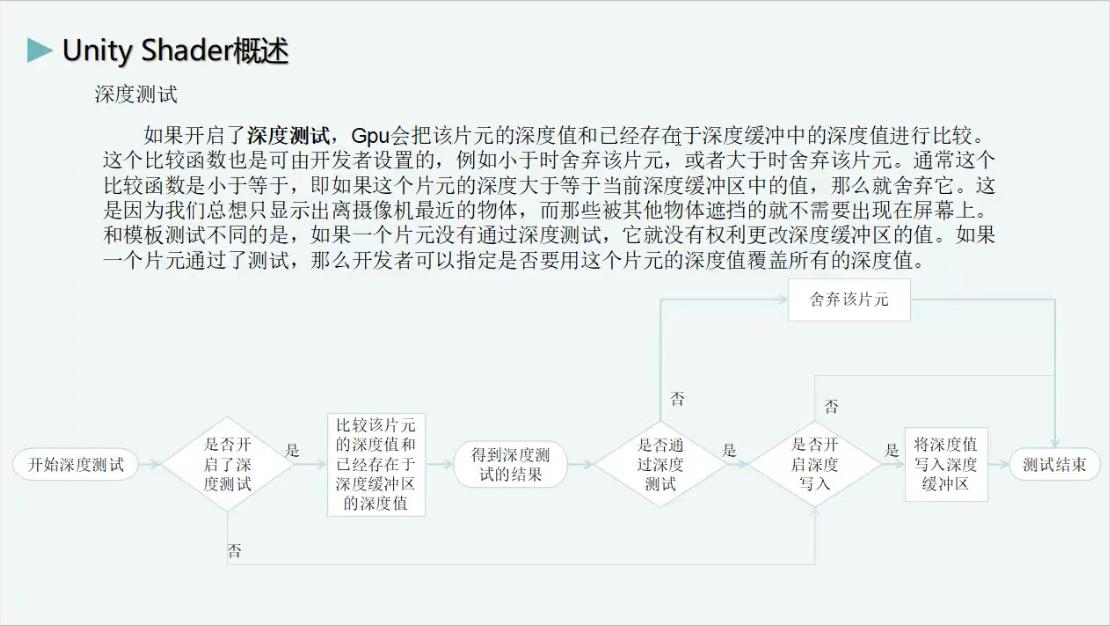 Unity Shader概述
深度测试
如果开启了深度测试，Gpu会把该片元的深度值和已经存在于深度缓冲中的深度值进行比较。
这个比较函数也是可由开发者设置的，例如小于时舍弃该片元，或者大于时舍弃该片元。通常这个
比较函数是小于等于，即如果这个片元的深度大于等于当前深度缓冲区中的值，那么就舍弃它。这
是因为我们总想只显示出离摄像机最近的物体，而那些被其他物体遮挡的就不需要出现在屏幕上。
和模板测试不同的是，如果一个片元没有通过深度测试，它就没有权利更改深度缓冲区的值。如果
一个片元通过了测试，那么开发者可以指定是否要用这个片元的深度值覆盖所有的深度值。
舍弃该片元
否
否
开始深度测试
是否开
启了深
度测试
是
比较该片元
的深度值和
已经存在于
深度缓冲区
的深度值
得到深度测
试的结果
是否通
过深度
测试
是
是否开
启深度
写入
是
将深度值
写入深度
缓冲区
测试结束
否